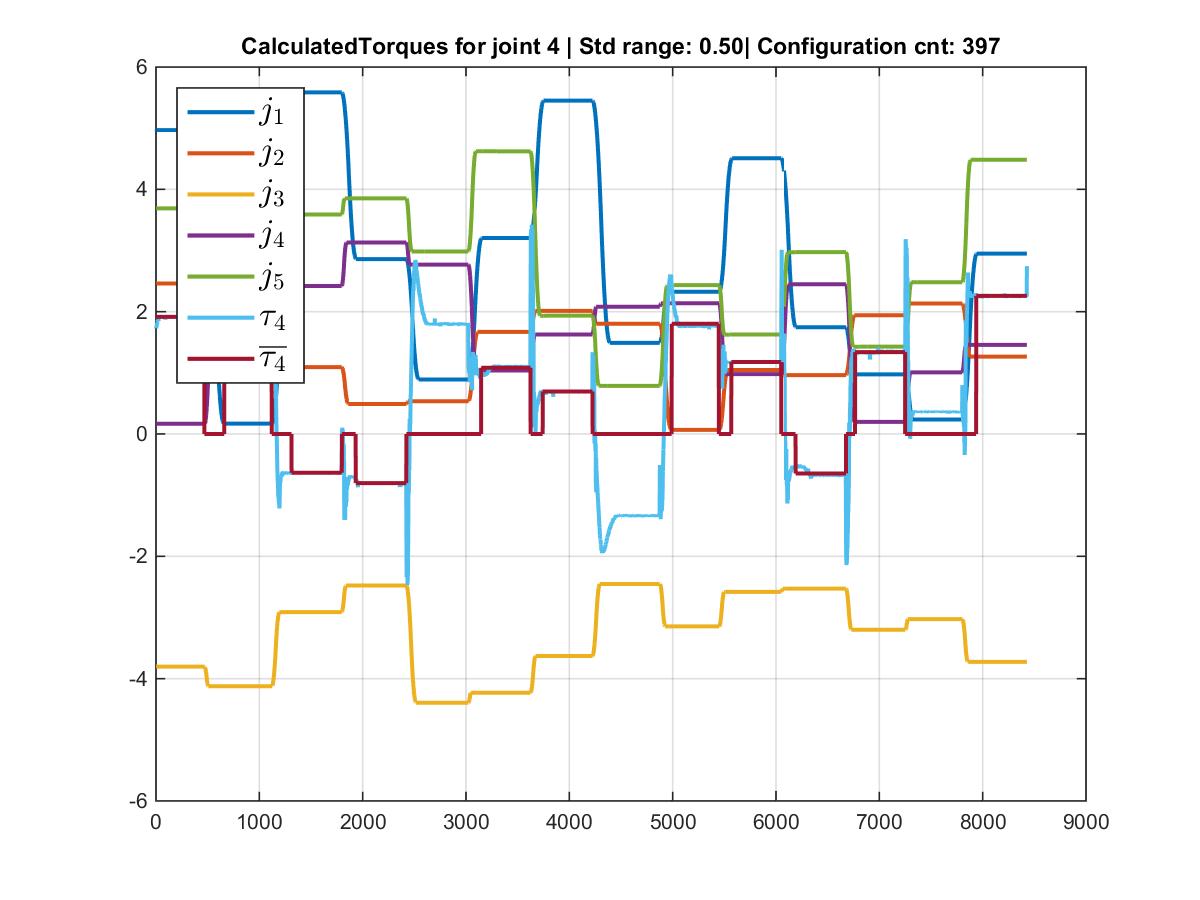 CalculatedTorques for joint 4 | Std range: 0.50| Configuration cnt: 397
6
4
2
0
-2
-4
-6
j₁
j₂
j₃
j₄
j₅
τ₄
τ̅₄
0 1000 2000 3000 4000 5000 6000 7000 8000 9000